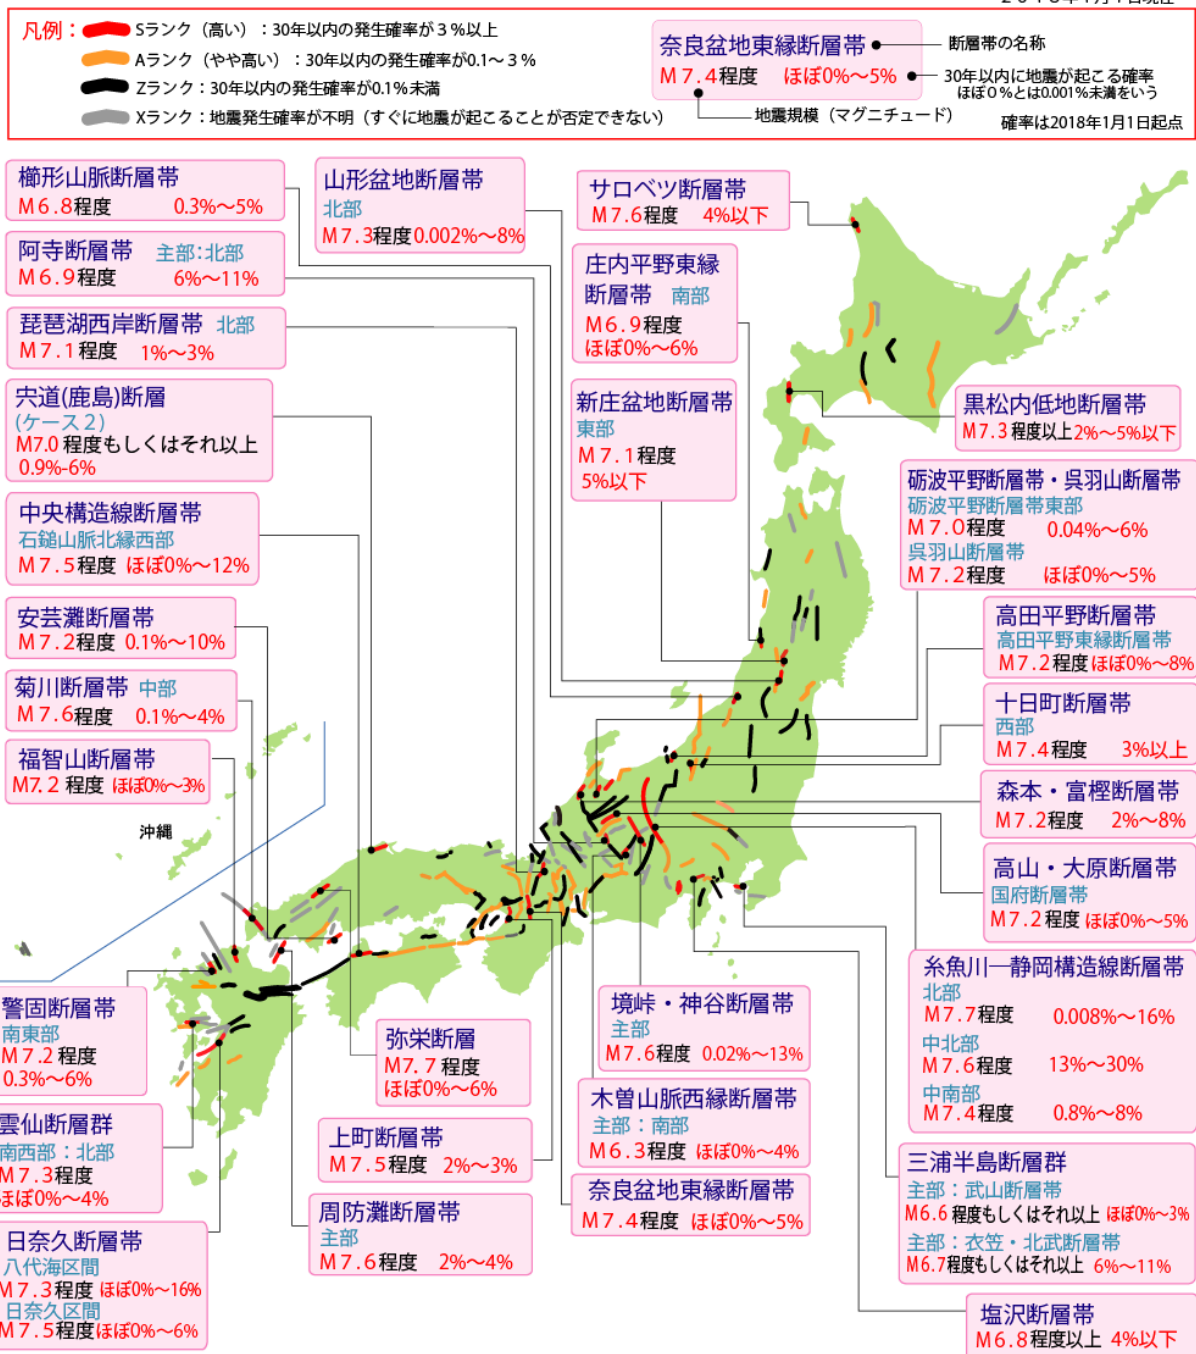 凡例：
Sランク（高い）：30年以内の発生確率が３%以上
Aランク（やや高い）：30年以内の発生確率が0.1～３%
Zランク：30年以内の発生確率が0.1%未満
Xランク：地震発生確率が不明（すぐに地震が起こることが否定できない）
奈良盆地東縁断層帯
M７.４程度 ほぼ0%～5%
断層帯の名称
30年以内に地震が起こる確率
ほぼ０%とは0.001%未満をいう
地震規模（マグニチュード）
確率は2018年1月1日起点
櫛形山脈断層帯
M６.８程度 0.3%～5%
山形盆地断層帯
北部
M７.３程度 0.002%～8%
サロベツ断層帯
M７.６程度 4%以下
阿寺断層帯 主部:北部
M６.９程度 6%～11%
庄内平野東縁
断層帯 南部
M６.９程度
ほぼ0%～6%
琵琶湖西岸断層帯 北部
M７.１程度 1%～3%
宍道(鹿島)断層
(ケース２)
M7.0 程度もしくはそれ以上
0.9%-6%
新庄盆地断層帯
東部
M７.１程度
5%以下
黒松内低地断層帯
M7.3 程度以上 2%～5%以下
砺波平野断層帯・呉羽山断層帯
砺波平野断層帯東部
M７.０程度 0.04%～6%
呉羽山断層帯
M７.２程度 ほぼ0%～5%
中央構造線断層帯
石鎚山脈北縁西部
M７.５程度 ほぼ0%～12%
安芸灘断層帯
M７.２程度 0.1%～10%
高田平野断層帯
高田平野東縁断層帯
M７.２程度 ほぼ0%～8%
菊川断層帯 中部
M７.６程度 0.1%～4%
十日町断層帯
西部
M７.４程度 3%以上
福智山断層帯
M7.２ 程度 ほぼ0%～3%
森本・富樫断層帯
M７.２程度 2%～8%
沖縄
高山・大原断層帯
国府断層帯
M７.２程度 ほぼ0%～5%
糸魚川―静岡構造線断層帯
北部
M７.７程度 0.008%～16%
中北部
M７.６程度 13%～30%
中南部
M７.４程度 0.8%～8%
警固断層帯
南東部
M７.２ 程度
0.3%～6%
弥栄断層
M７.７ 程度
ほぼ0%～6%
境峠・神谷断層帯
主部
M７.６程度 0.02%～13%
木曽山脈西縁断層帯
主部：南部
M６.３程度 ほぼ0%～4%
雲仙断層群
南西部：北部
M７.３程度
ほぼ0%～4%
上町断層帯
M７.５程度 2%～3%
奈良盆地東縁断層帯
M７.４程度 ほぼ0%～5%
三浦半島断層群
主部：武山断層帯
M6.6 程度もしくはそれ以上 ほぼ0%～3%
主部：衣笠・北武断層帯
M6.7程度もしくはそれ以上 6%～11%
周防灘断層帯
主部
M７.６程度 2%～4%
日奈久断層帯
八代海区間
M７.３程度 ほぼ0%～16%
日奈久区間
M７.５程度 ほぼ0%～6%
塩沢断層帯
M６.８程度以上 4%以下